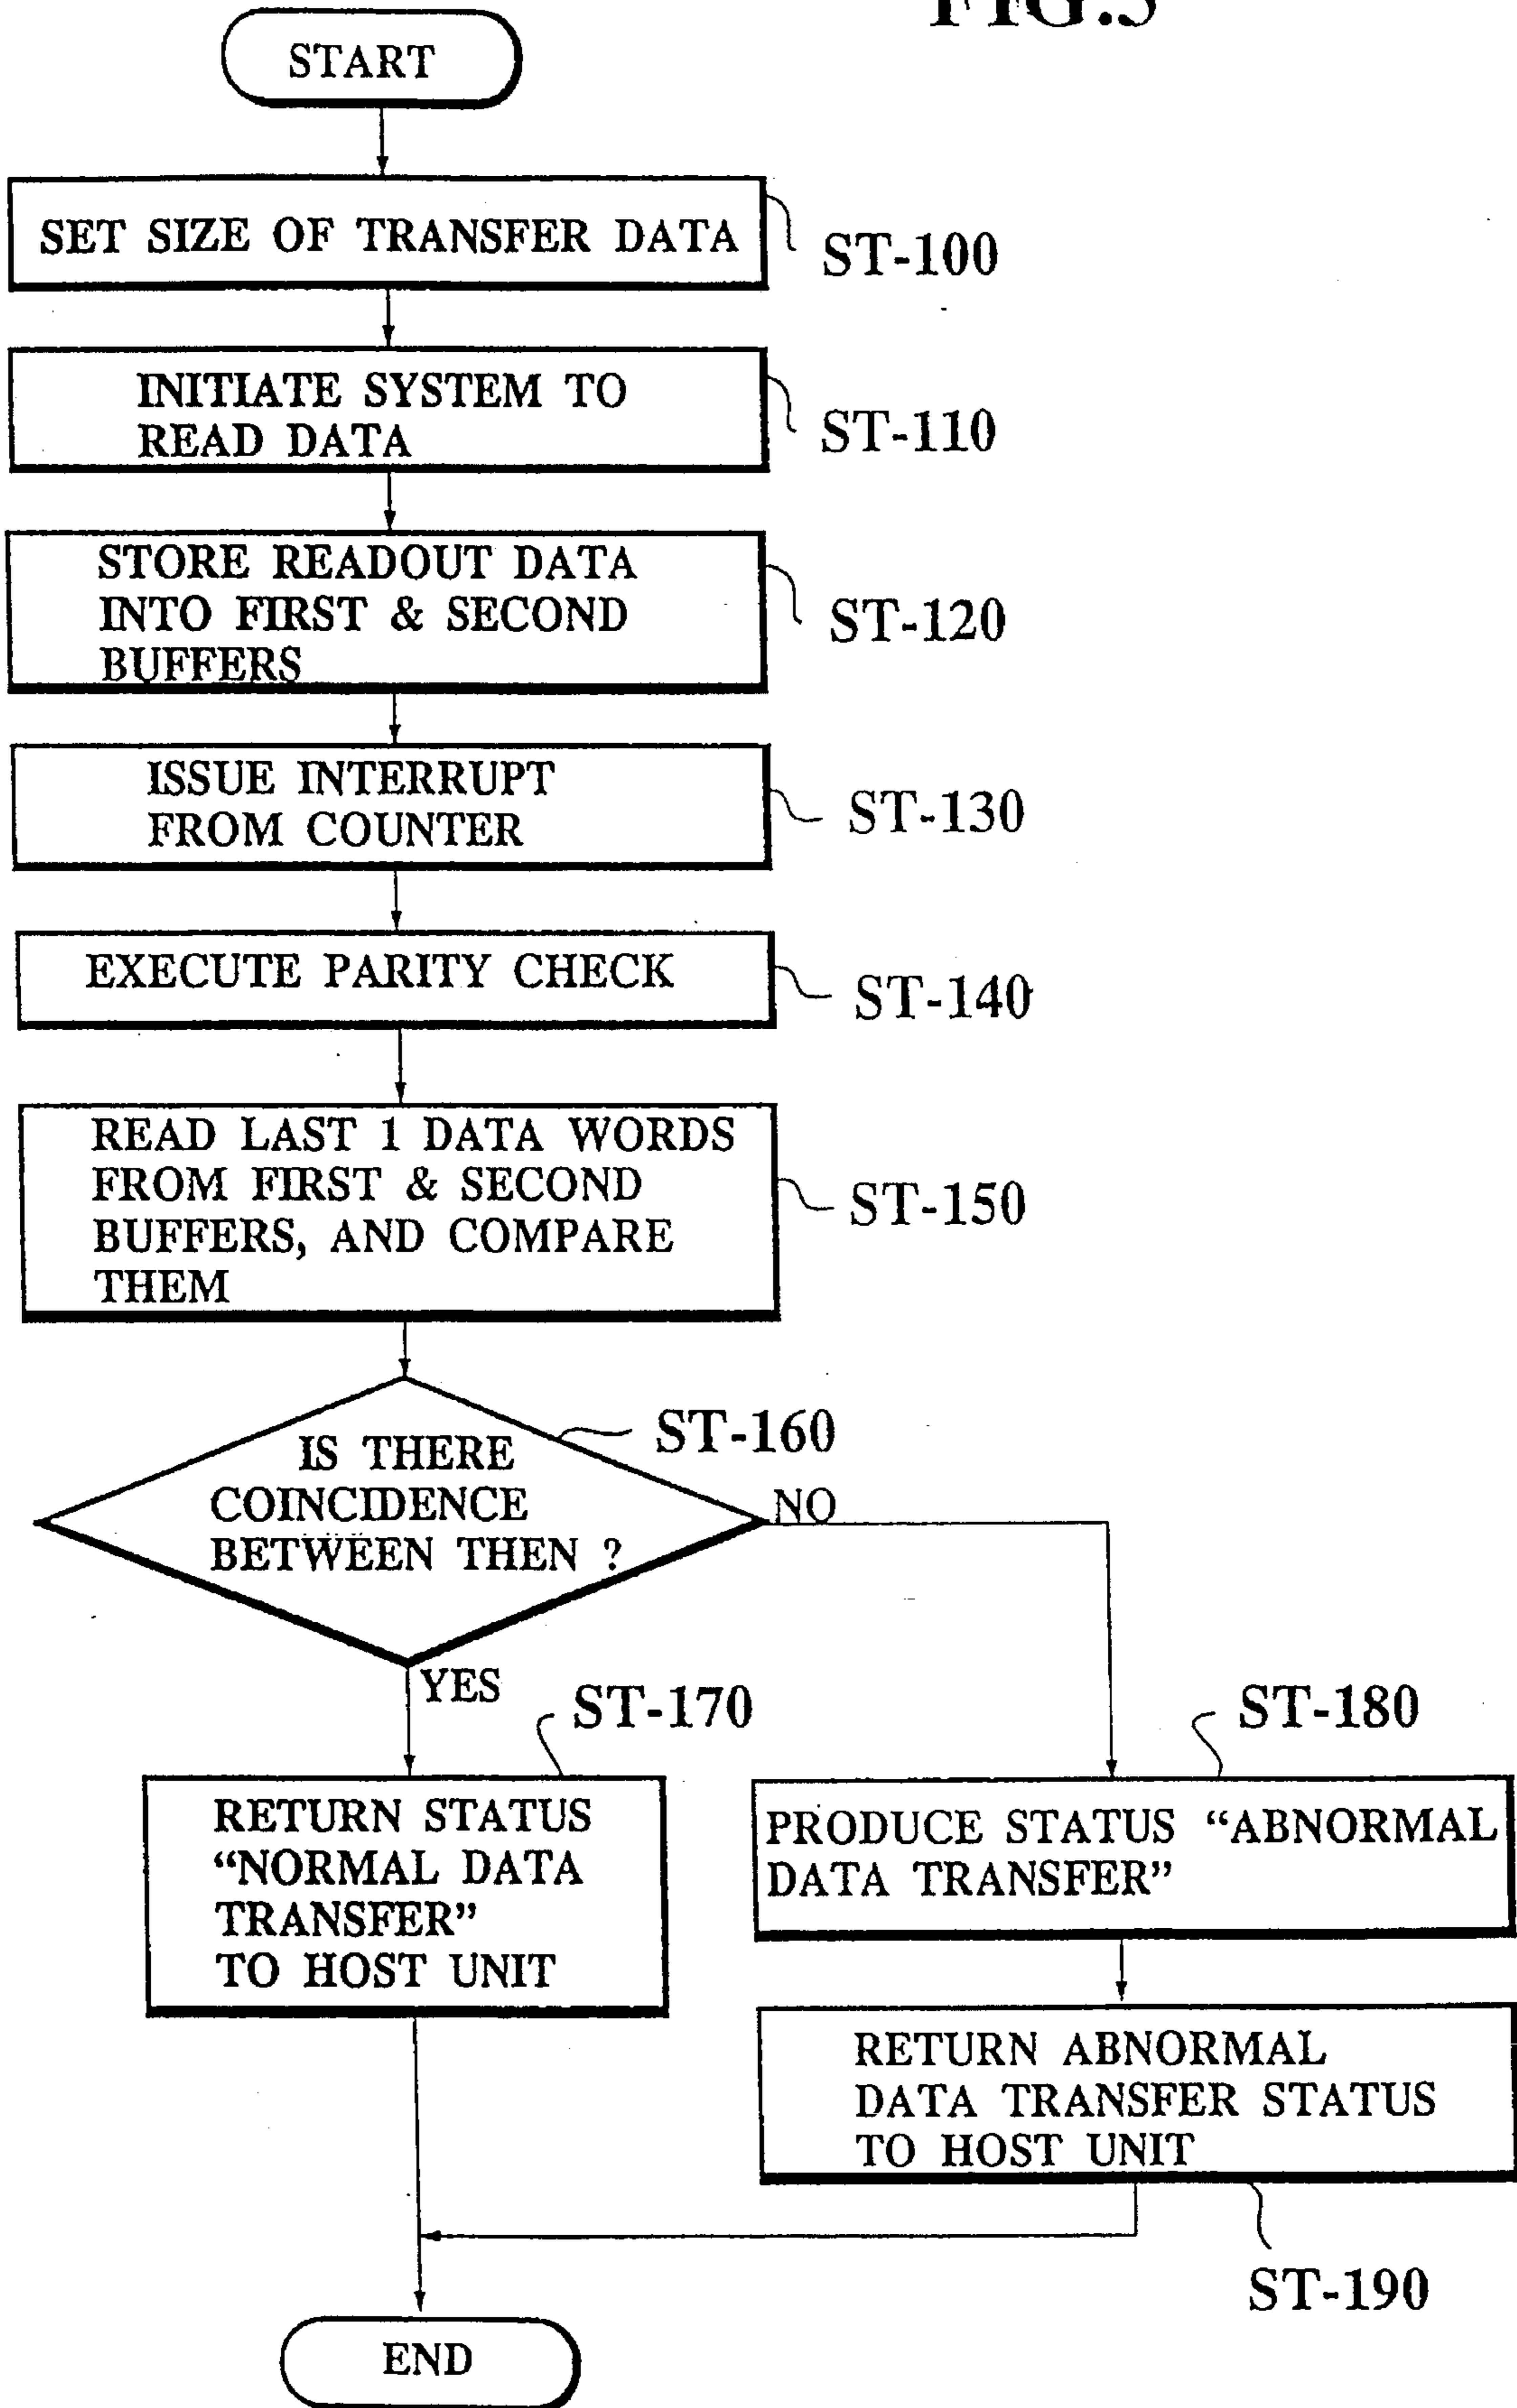 FIG.5
START
SET SIZE OF TRANSFER DATA
ST-100
INITIATE SYSTEM TO
READ DATA
ST-110
STORE READOUT DATA
INTO FIRST & SECOND
BUFFERS
ST-120
ISSUE INTERRUPT
FROM COUNTER
ST-130
EXECUTE PARITY CHECK
ST-140
READ LAST 1 DATA WORDS
FROM FIRST & SECOND
BUFFERS, AND COMPARE
THEM
ST-150
ST-160
IS THERE
COINCIDENCE
BETWEEN THEN ?
NO
YES
ST-170
RETURN STATUS
“NORMAL DATA
TRANSFER”
TO HOST UNIT
ST-180
PRODUCE STATUS “ABNORMAL
DATA TRANSFER”
RETURN ABNORMAL
DATA TRANSFER STATUS
TO HOST UNIT
ST-190
END